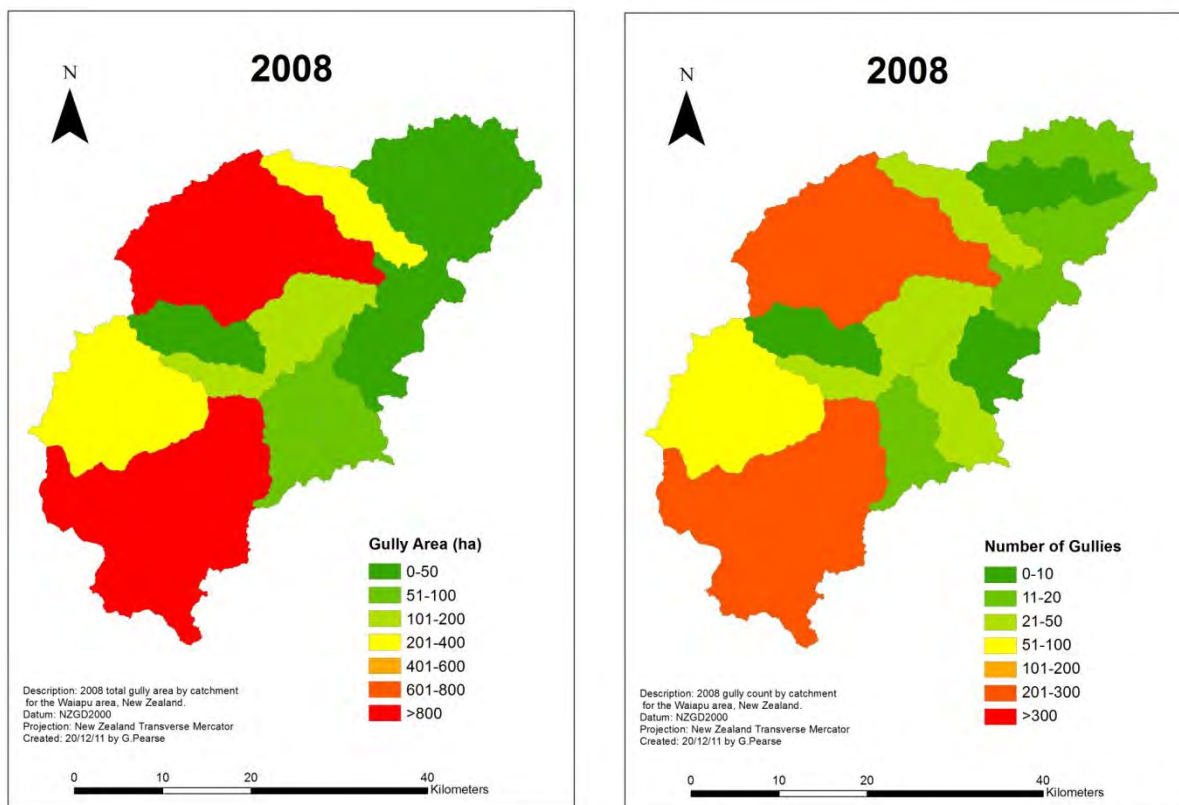 2008
N
Gully Area (ha)
0-50
51-100
101-200
201-400
401-600
601-800
>800
Description: 2008 total gully area by catchment
for the Waiapu area, New Zealand.
Datum: NZGD2000
Projection: New Zealand Transverse Mercator
Created: 20/12/11 by G.Pearse
0 10 20 40
Kilometers
2008
N
Number of Gullies
0-10
11-20
21-50
51-100
101-200
201-300
>300
Description: 2008 gully count by catchment
for the Waiapu area, New Zealand.
Datum: NZGD2000
Projection: New Zealand Transverse Mercator
Created: 20/12/11 by G.Pearse
0 10 20 40
Kilometers